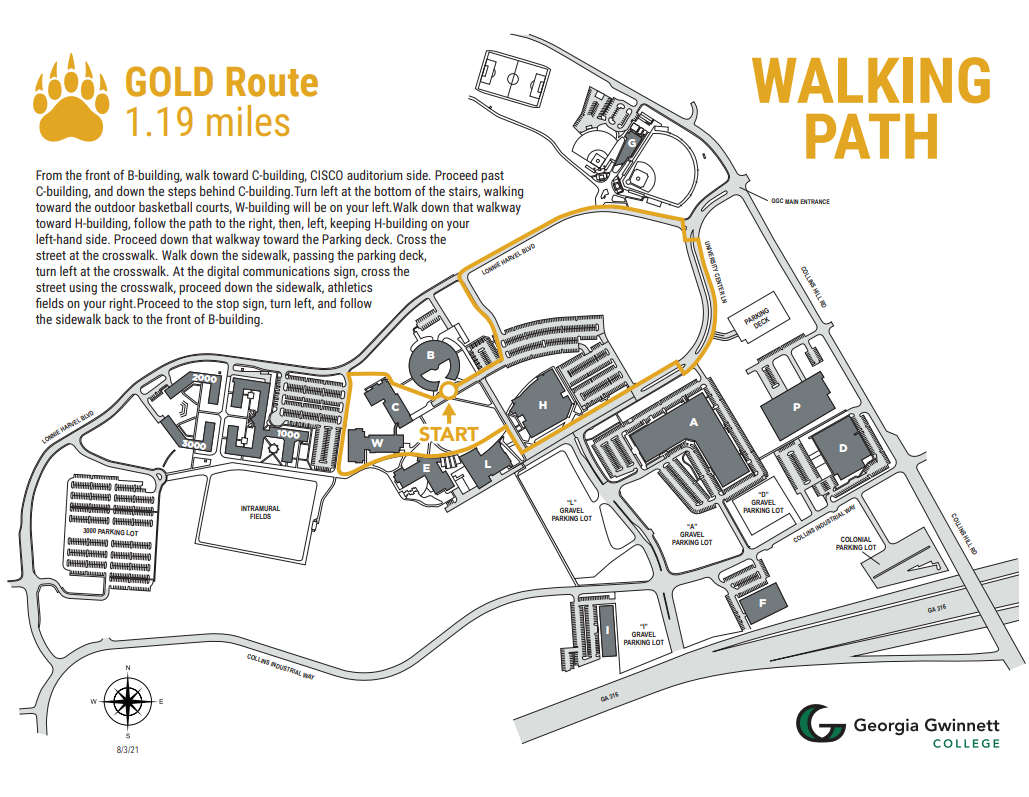 GOLD Route
1.19 miles
WALKING
PATH
From the front of B-building, walk toward C-building, CISCO auditorium side. Proceed past
C-building, and down the steps behind C-building.Turn left at the bottom of the stairs, walking
toward the outdoor basketball courts, W-building will be on your left.Walk down that walkway
toward H-building, follow the path to the right, then, left, keeping H-building on your
left-hand side. Proceed down that walkway toward the Parking deck. Cross the
street at the crosswalk. Walk down the sidewalk, passing the parking deck,
turn left at the crosswalk. At the digital communications sign, cross the
street using the crosswalk, proceed down the sidewalk, athletics
fields on your right.Proceed to the stop sign, turn left, and follow
the sidewalk back to the front of B-building.
G
GGC MAIN ENTRANCE
LONNIE HARVEL BLVD
UNIVERSITY CENTER LN
COLLINS HILL RD
PARKING
DECK
B
2000
C
H
P
START
A
LONNIE HARVEL BLVD
3000
1000
W
E
L
D
INTRAMURAL
FIELDS
"L"
GRAVEL
PARKING LOT
"D"
GRAVEL
PARKING LOT
3000 PARKING LOT
"A"
GRAVEL
PARKING LOT
COLLINS INDUSTRIAL WAY
COLONIAL
PARKING LOT
COLLINS HILL RD
F
I
"I"
GRAVEL
PARKING LOT
GA 316
COLLINS INDUSTRIAL WAY
GA 316
N
W
E
S
8/3/21
Georgia Gwinnett
COLLEGE